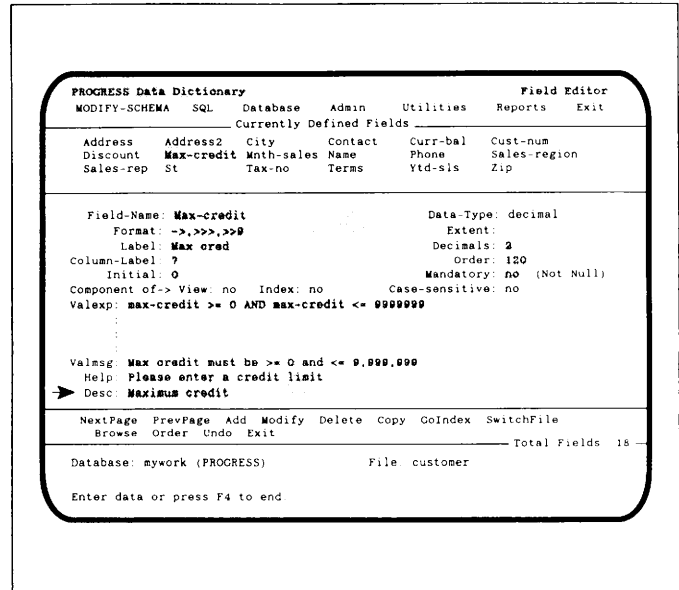 PROGRESS Data Dictionary Field Editor
MODIFY-SCHEMA SQL Database Admin Utilities Reports Exit
Currently Defined Fields
Address Address2 City Contact Curr-bal Cust-num
Discount Max-credit Mnth-sales Name Phone Sales-region
Sales-rep St Tax-no Terms Ytd-sls Zip
Field-Name: Max-credit Data-Type: decimal
Format: ->,>>>,>>9 Extent:
Label: Max cred Decimals: 2
Column-Label: ? Order: 120
Initial: 0 Mandatory: no (Not Null)
Component of-> View: no Index: no Case-sensitive: no
Valexp: max-credit >= 0 AND max-credit <= 9999999
:
:
:
Valmsg: Max credit must be >= 0 and <= 9,999,999
Help: Please enter a credit limit
Desc: Maximum credit
NextPage PrevPage Add Modify Delete Copy GoIndex SwitchFile
Browse Order Undo Exit
Total Fields 18
Database: mywork (PROGRESS) File: customer
Enter data or press F4 to end.